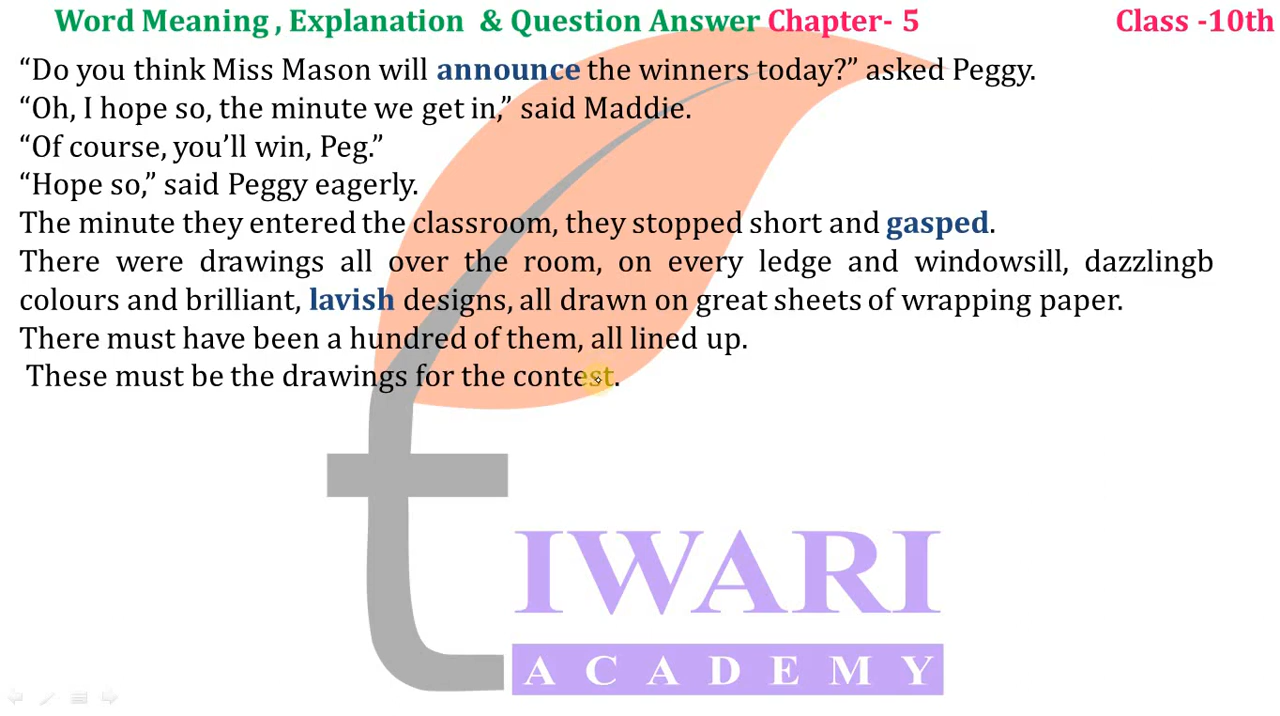 Word Meaning , Explanation & Question Answer Chapter- 5 Class -10th
“Do you think Miss Mason will announce the winners today?” asked Peggy.
“Oh, I hope so, the minute we get in,” said Maddie.
“Of course, you’ll win, Peg.”
“Hope so,” said Peggy eagerly.
The minute they entered the classroom, they stopped short and gasped.
There were drawings all over the room, on every ledge and windowsill, dazzlingb
colours and brilliant, lavish designs, all drawn on great sheets of wrapping paper.
There must have been a hundred of them, all lined up.
These must be the drawings for the contest.
tIWARI
ACADEMY